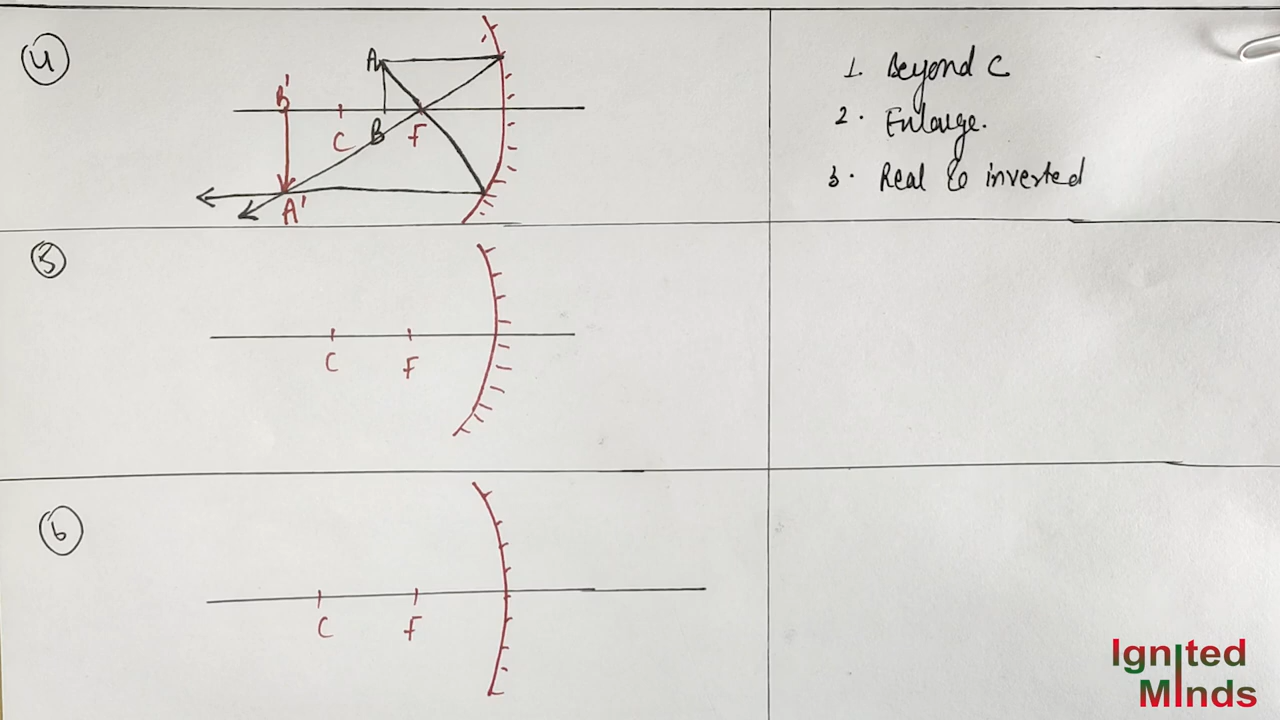 4
A
B'
C
B
F
A'
1. Beyond C
2. Enlarge.
3. Real & inverted
5
C
F
6
C
F
Ignited
Minds